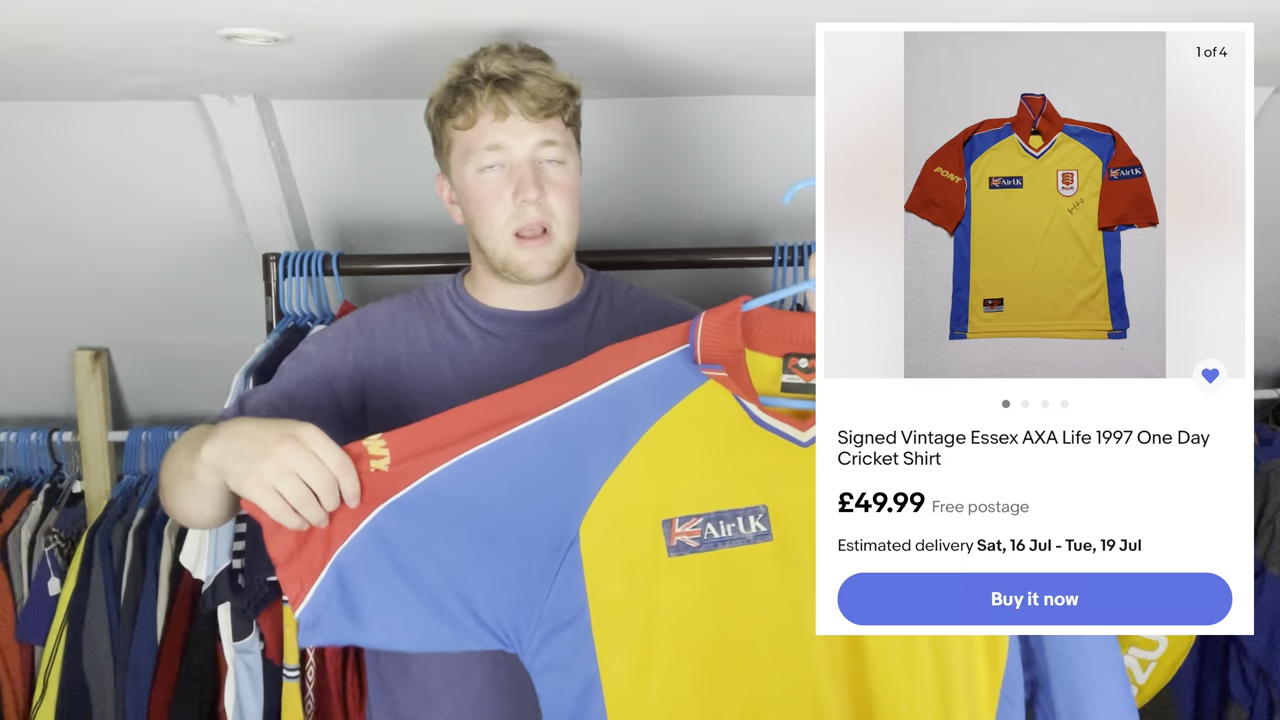 1 of 4
PONY
Air UK
Air UK
Signed Vintage Essex AXA Life 1997 One Day
Cricket Shirt
£49.99 Free postage
Estimated delivery Sat, 16 Jul - Tue, 19 Jul
Buy it now
Air UK